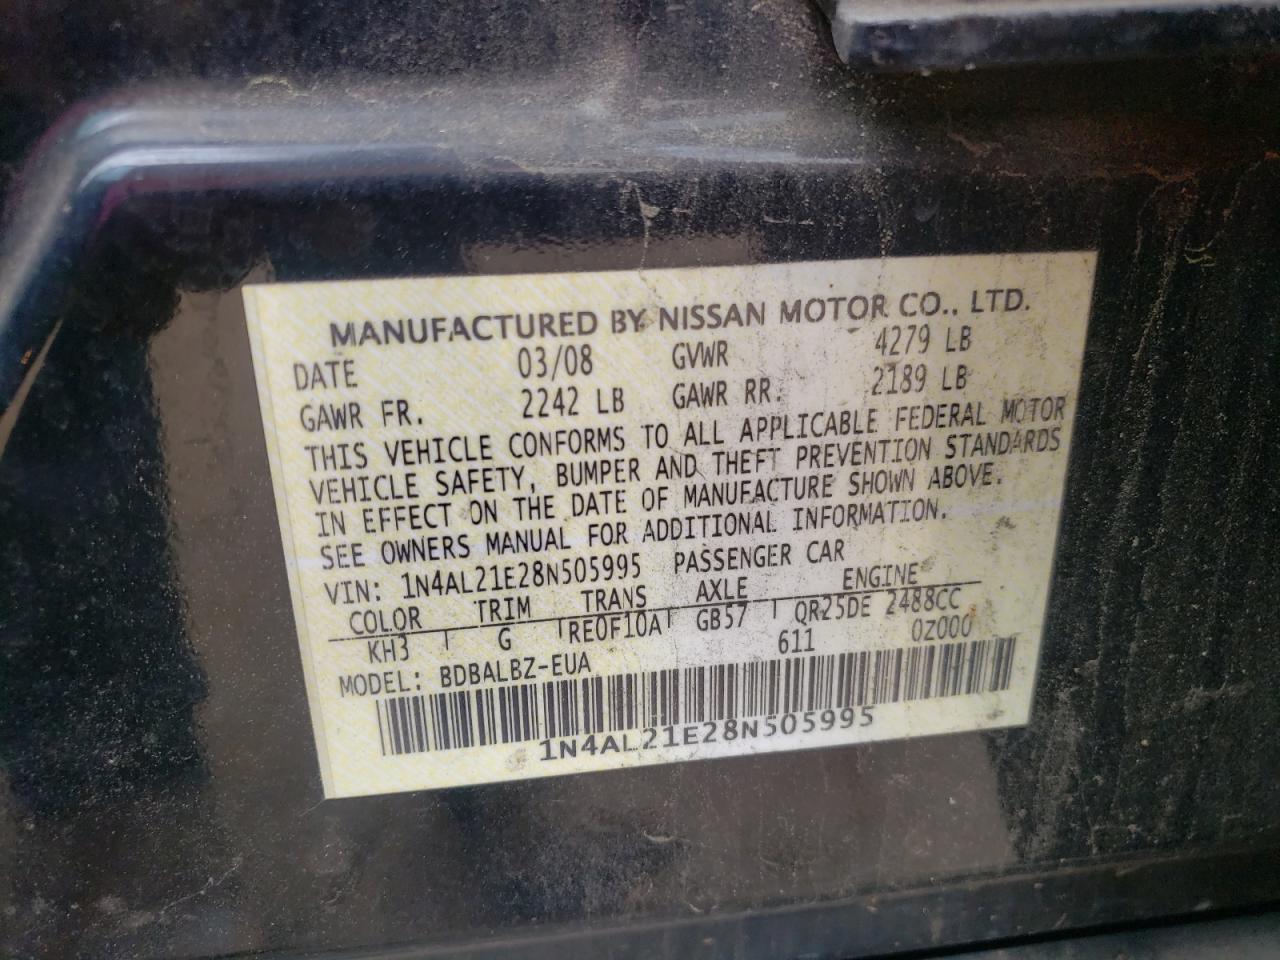 MANUFACTURED BY NISSAN MOTOR CO., LTD.
DATE 03/08 GVWR 4279 LB
GAWR FR. 2242 LB GAWR RR. 2189 LB
THIS VEHICLE CONFORMS TO ALL APPLICABLE FEDERAL MOTOR
VEHICLE SAFETY, BUMPER AND THEFT PREVENTION STANDARDS
IN EFFECT ON THE DATE OF MANUFACTURE SHOWN ABOVE.
SEE OWNERS MANUAL FOR ADDITIONAL INFORMATION.
VIN: 1N4AL21E28N505995 PASSENGER CAR
COLOR TRIM TRANS AXLE ENGINE
KH3 G RE0F10A GB57 QR25DE 2488CC
MODEL: BDBALBZ-EUA 611 0Z000
1N4AL21E28N505995